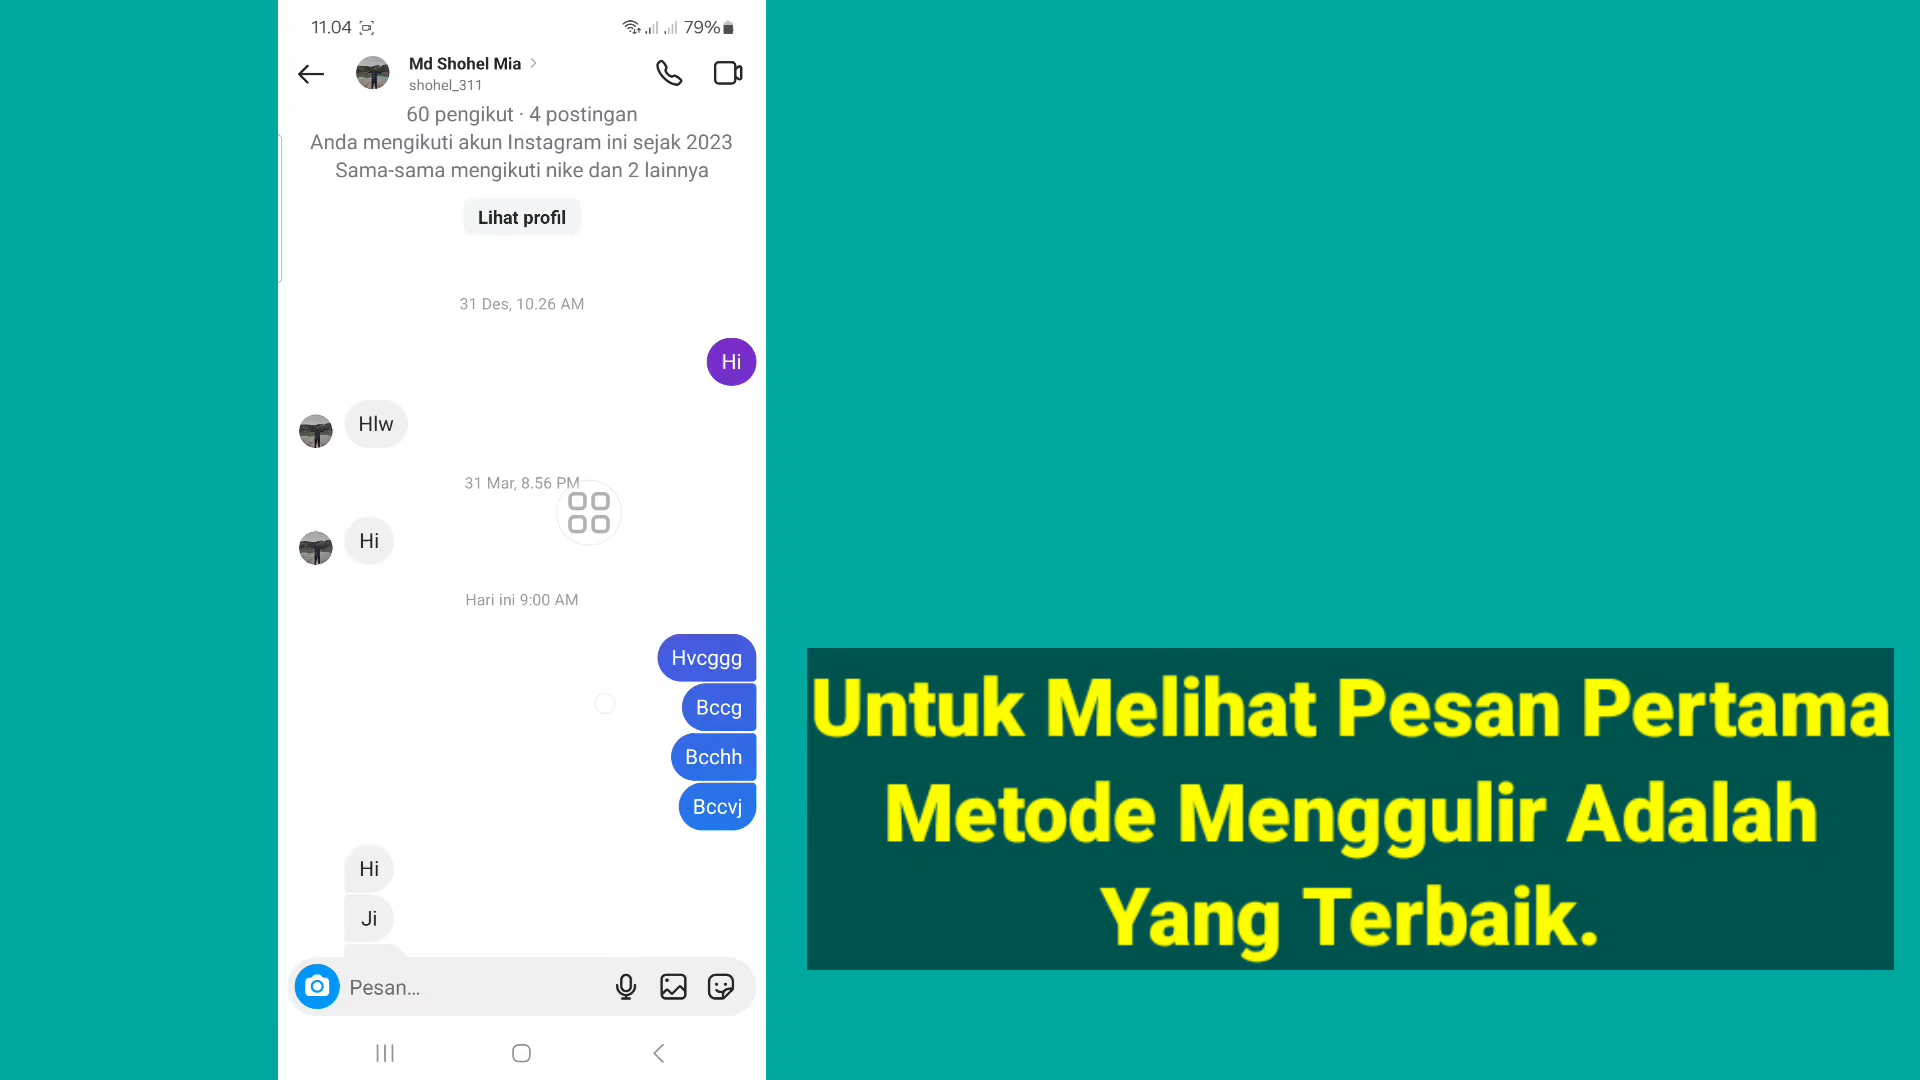 11.04
79%
Md Shohel Mia
shohel_311
60 pengikut · 4 postingan
Anda mengikuti akun Instagram ini sejak 2023
Sama-sama mengikuti nike dan 2 lainnya
Lihat profil
31 Des, 10.26 AM
Hi
Hlw
31 Mar, 8.56 PM
Hi
Hari ini 9:00 AM
Hvcggg
Bccg
Bcchh
Bccvj
Hi
Ji
Pesan...
Untuk Melihat Pesan Pertama
Metode Menggulir Adalah
Yang Terbaik.